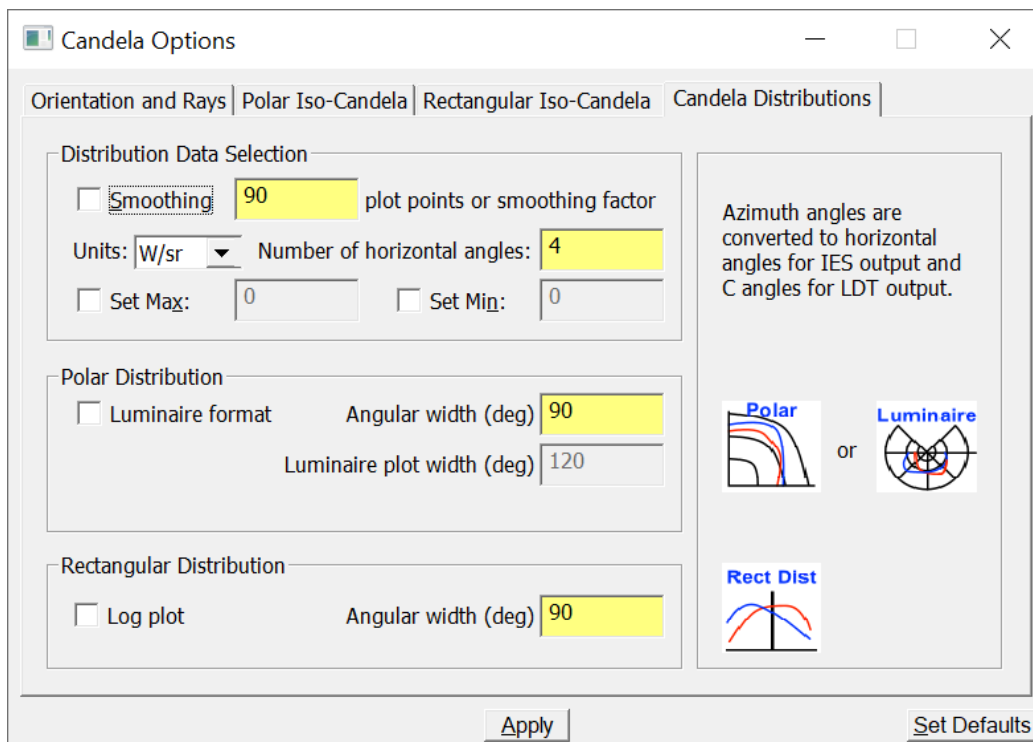 Candela Options
Orientation and Rays
Polar Iso-Candela
Rectangular Iso-Candela
Candela Distributions
Distribution Data Selection
Smoothing
90
plot points or smoothing factor
Units:
W/sr
Number of horizontal angles:
4
Set Max:
0
Set Min:
0
Polar Distribution
Luminaire format
Angular width (deg)
90
Luminaire plot width (deg)
120
Rectangular Distribution
Log plot
Angular width (deg)
90
Azimuth angles are
converted to horizontal
angles for IES output and
C angles for LDT output.
Polar
or
Luminaire
Rect Dist
Apply
Set Defaults